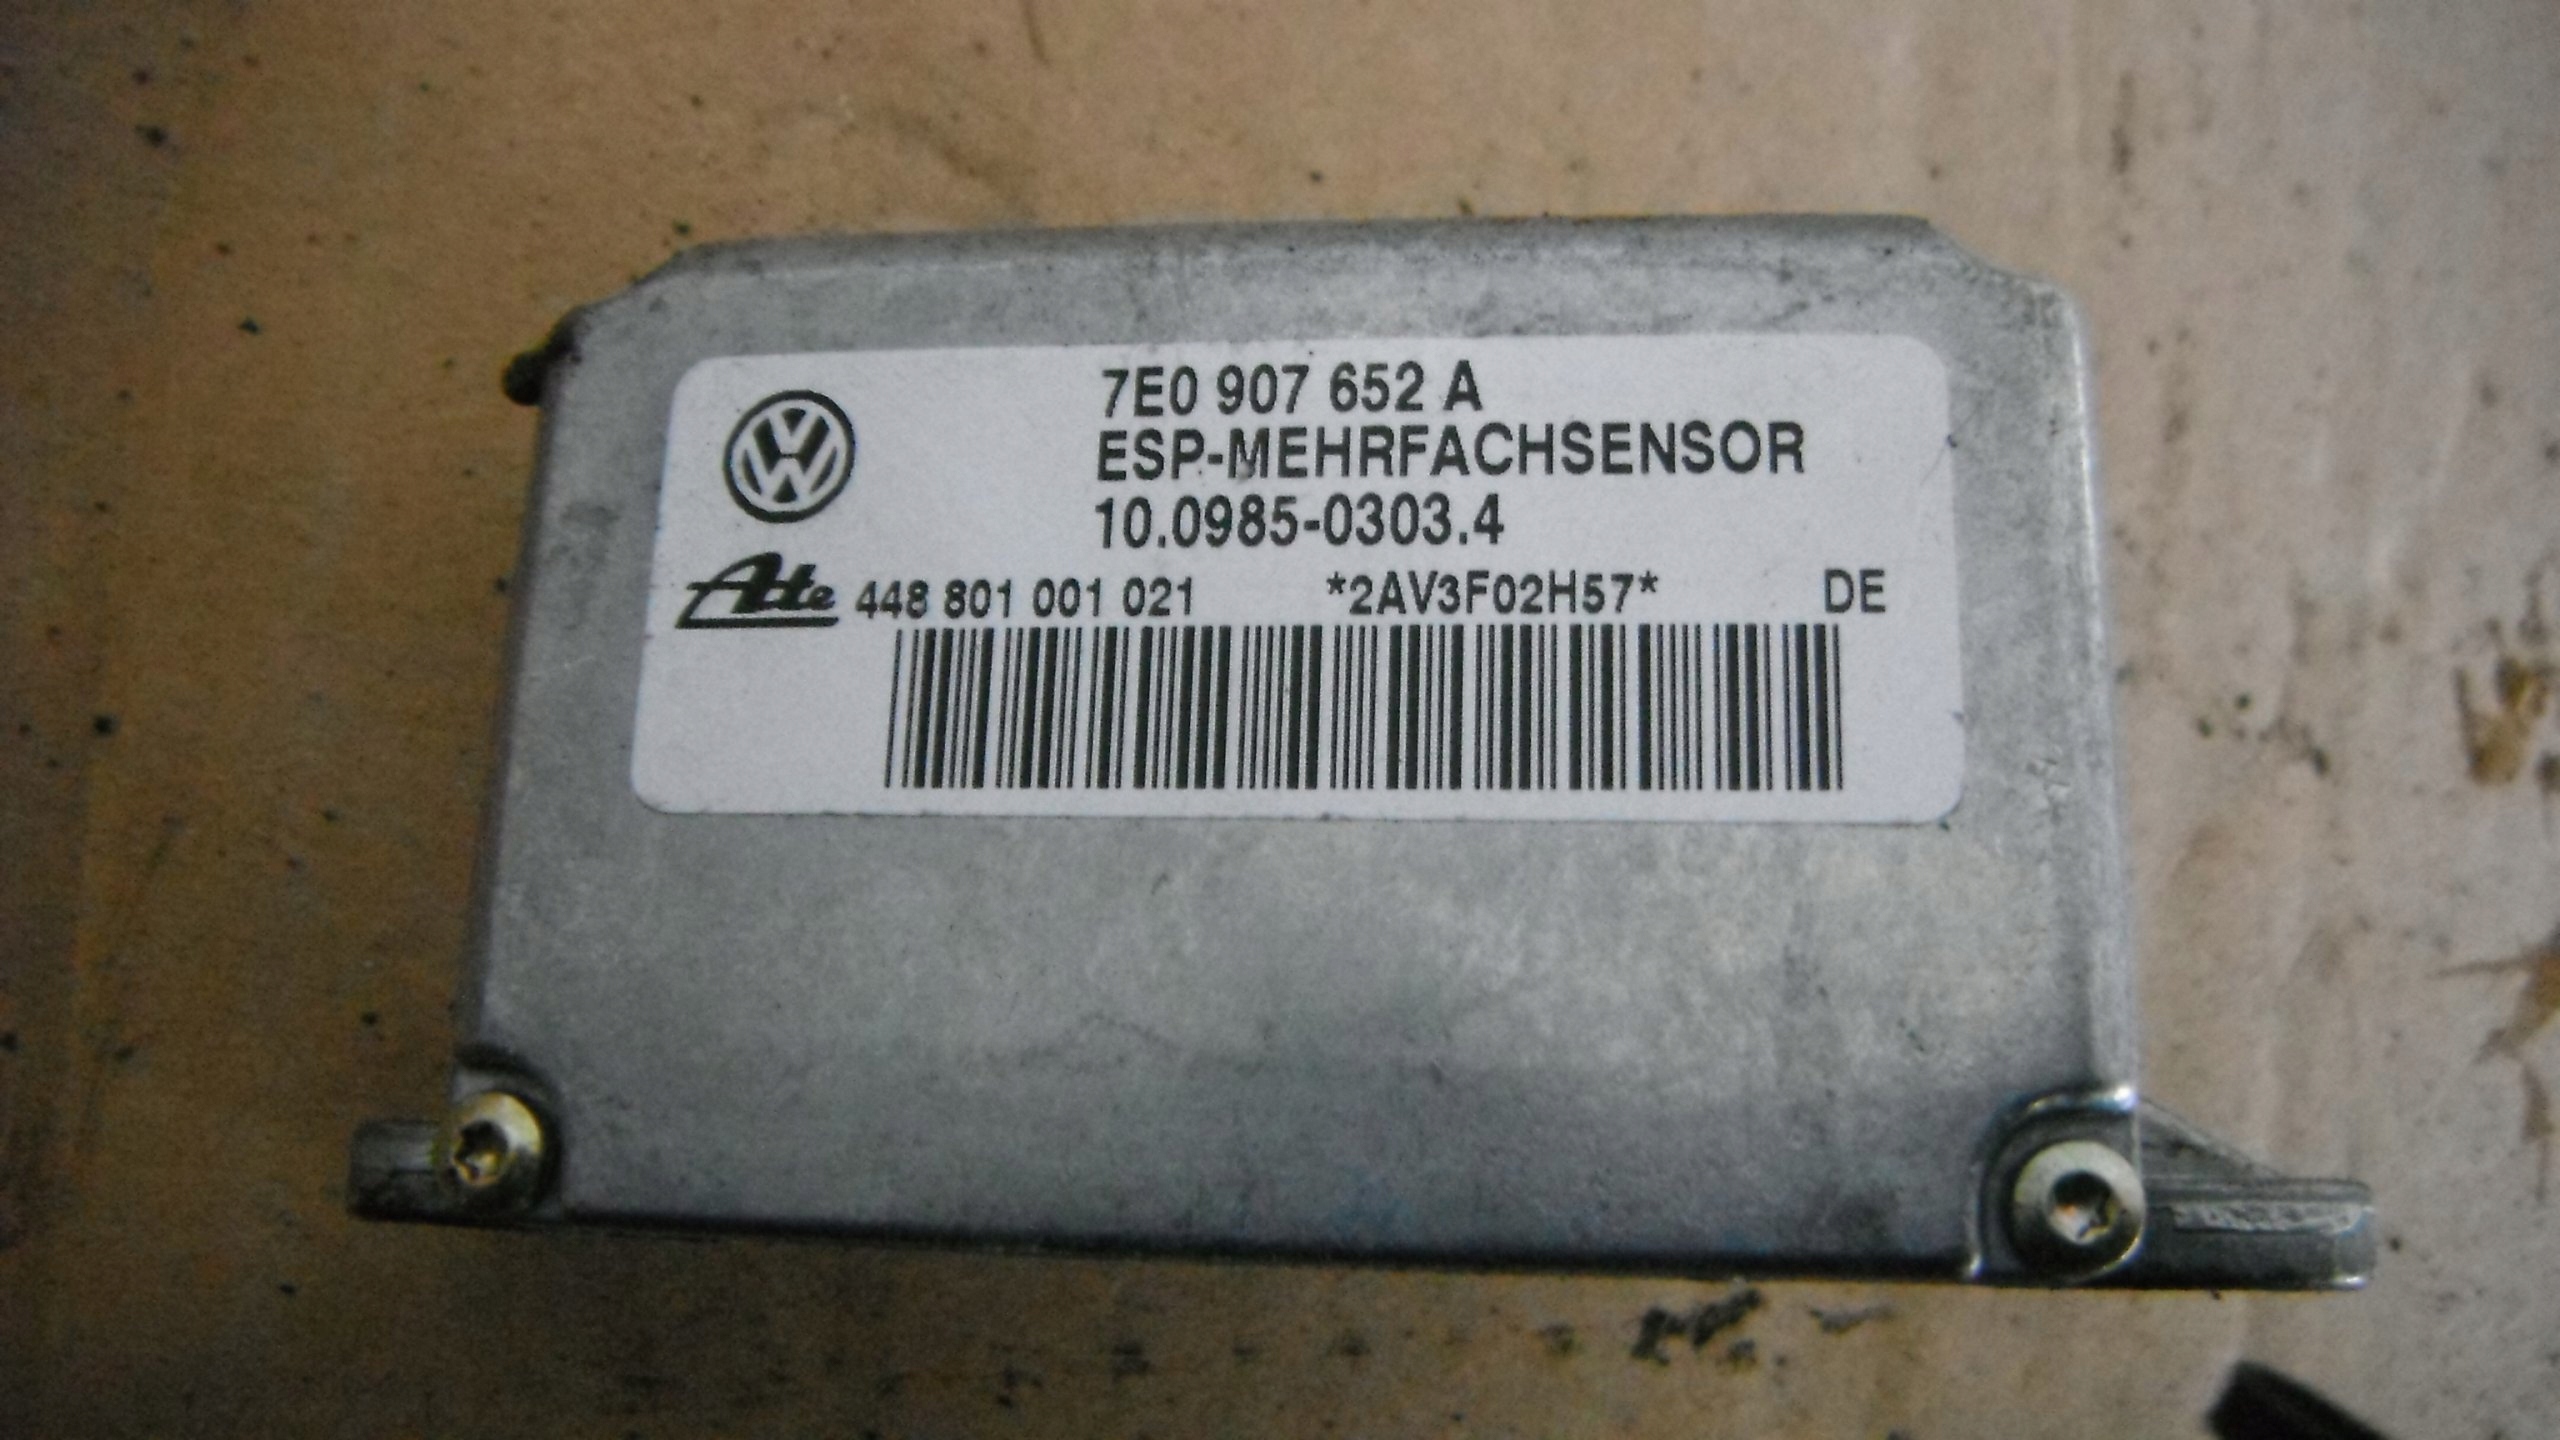 7E0 907 652 A
ESP-MEHRFACHSENSOR
10.0985-0303.4
Ate 448 801 001 021 *2AV3F02H57* DE